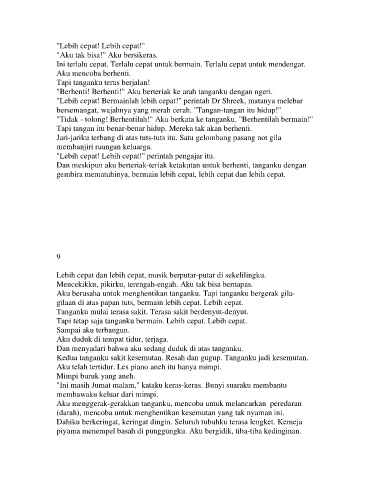 "Lebih cepat! Lebih cepat!"
"Aku tak bisa!" Aku bersikeras.
Ini terlalu cepat. Terlalu cepat untuk bermain. Terlalu cepat untuk mendengar.
Aku mencoba berhenti.
Tapi tanganku terus berjalan!
"Berhenti! Berhenti!" Aku berteriak ke arah tanganku dengan ngeri.
"Lebih cepat! Bermainlah lebih cepat!" perintah Dr Shreek, matanya melebar
bersemangat, wajahnya yang merah cerah. "Tangan-tangan itu hidup!"
"Tidak - tolong! Berhentilah!" Aku berkata ke tanganku. "Berhentilah bermain!"
Tapi tangan itu benar-benar hidup. Mereka tak akan berhenti.
Jari-jariku terbang di atas tuts-tuts itu. Satu gelombang pasang not gila
membanjiri ruangan keluarga.
"Lebih cepat! Lebih cepat!" perintah pengajar itu.
Dan meskipun aku berteriak-teriak ketakutan untuk berhenti, tanganku dengan
gembira mematuhinya, bermain lebih cepat, lebih cepat dan lebih cepat.
9
Lebih cepat dan lebih cepat, musik berputar-putar di sekelilingku.
Mencekikku, pikirku, terengah-engah. Aku tak bisa bernapas.
Aku berusaha untuk menghentikan tanganku. Tapi tanganku bergerak gila-
gilaan di atas papan tuts, bermain lebih cepat. Lebih cepat.
Tanganku mulai terasa sakit. Terasa sakit berdenyut-denyut.
Tapi tetap saja tanganku bermain. Lebih cepat. Lebih cepat.
Sampai aku terbangun.
Aku duduk di tempat tidur, terjaga.
Dan menyadari bahwa aku sedang duduk di atas tanganku.
Kedua tanganku sakit kesemutan. Resah dan gugup. Tanganku jadi kesemutan.
Aku telah tertidur. Les piano aneh itu hanya mimpi.
Mimpi buruk yang aneh.
"Ini masih Jumat malam," kataku keras-keras. Bunyi suaraku membantu
membawaku keluar dari mimpi.
Aku menggerak-gerakkan tanganku, mencoba untuk melancarkan peredaran
(darah), mencoba untuk menghentikan kesemutan yang tak nyaman ini.
Dahiku berkeringat, keringat dingin. Seluruh tubuhku terasa lengket. Kemeja
piyama menempel basah di punggungku. Aku bergidik, tiba-tiba kedinginan.